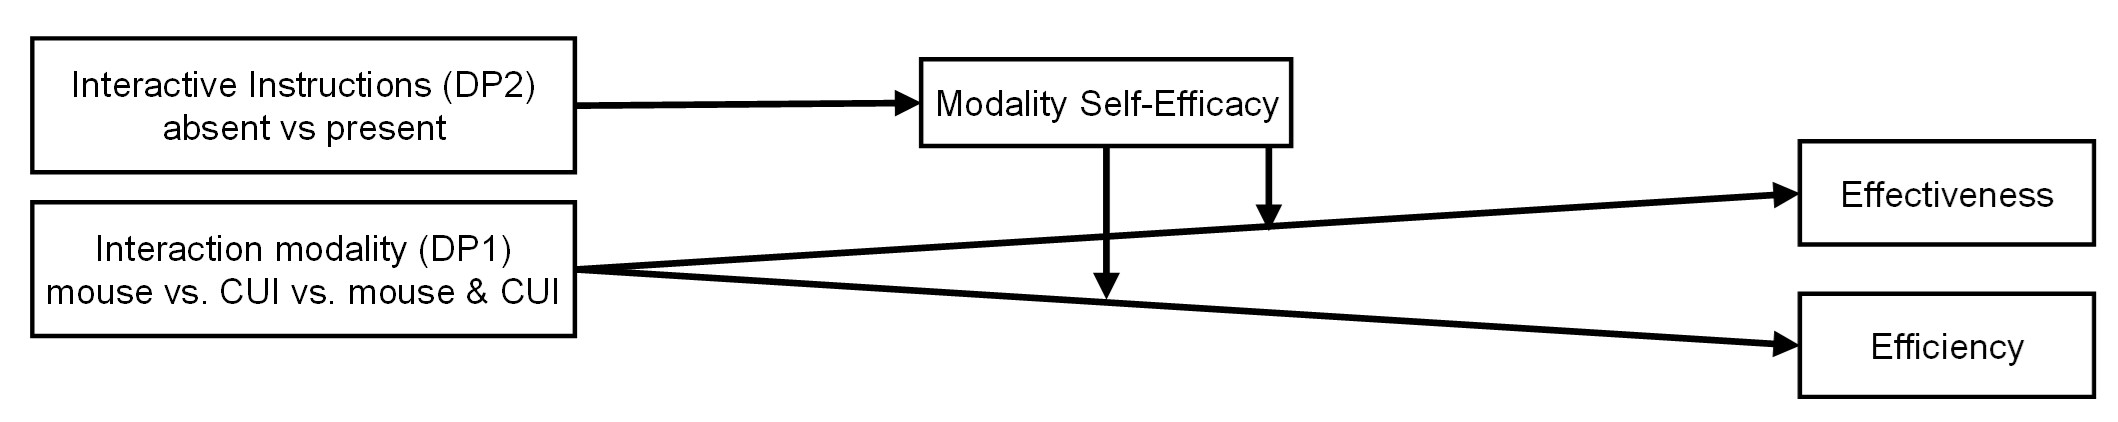 Interactive Instructions (DP2)
absent vs present
Modality Self-Efficacy
Interaction modality (DP1)
mouse vs. CUI vs. mouse & CUI
Effectiveness
Efficiency